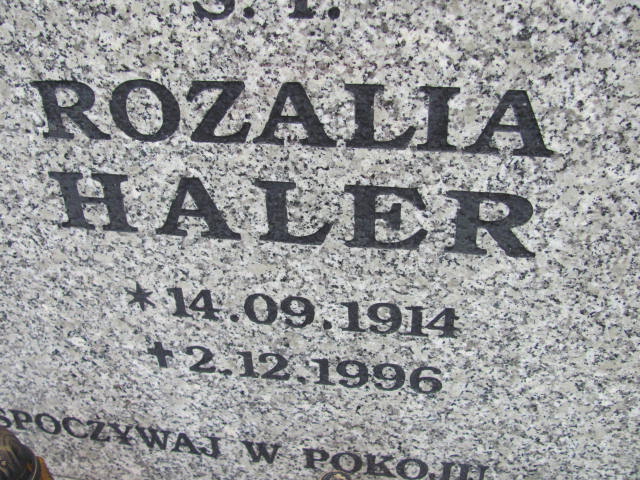 Ś. P.
ROZALIA
HALER
* 14.09.1914
✝ 2.12.1996
SPOCZYWAJ W POKOJU